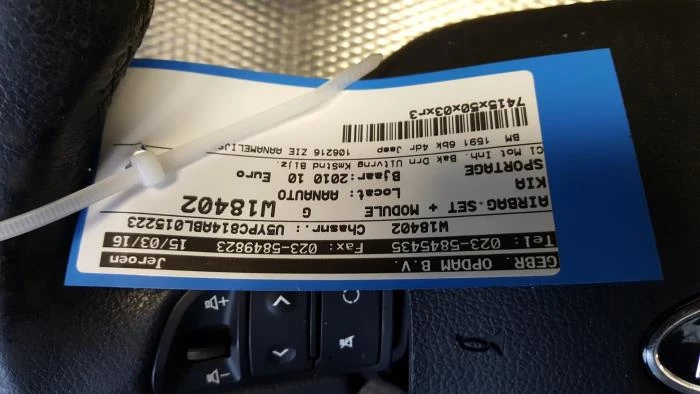 GEBR. OPDAM B.V. Jeroen
Tel: 023-5845435 Fax: 023-5849823 15/03/16
W18402 Chasnr.: U5YPC814ABL015223
AIRBAG SET + MODULE G W18402
KIA Locat: AANAUTO
SPORTAGE Bjaar:2010 10 Euro
CI Mot Inh. Bak Drn Uitvrng Kmstnd Bijz.
BM 1591 6bk 4dr Jeep 106216 ZIE AANAMELIJS
7415x50x03xr3